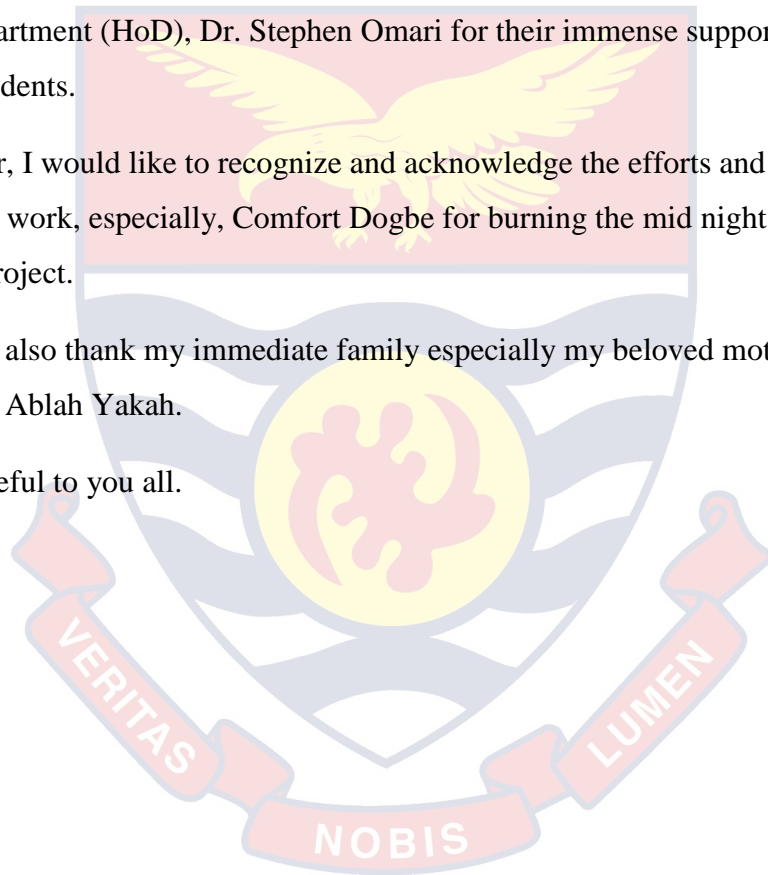 artment (HoD), Dr. Stephen Omari for their immense suppor
dents.
r, I would like to recognize and acknowledge the efforts and
work, especially, Comfort Dogbe for burning the mid night
roject.
also thank my immediate family especially my beloved mot
Ablah Yakah.
eful to you all.
VERITAS
NOBIS
LUMEN